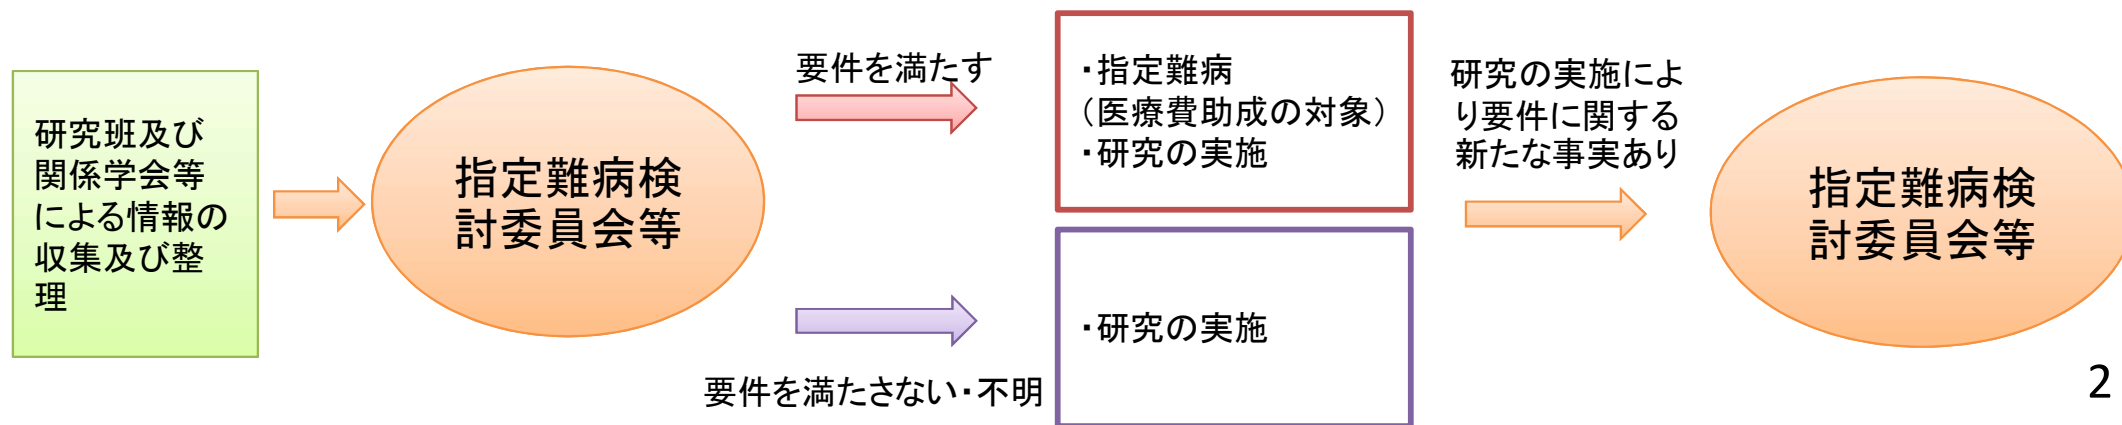 研究班及び
関係学会等
による情報の
収集及び整
理
指定難病検
討委員会等
要件を満たす
要件を満たさない・不明
・指定難病
（医療費助成の対象）
・研究の実施
・研究の実施
研究の実施によ
り要件に関する
新たな事実あり
指定難病検
討委員会等
2